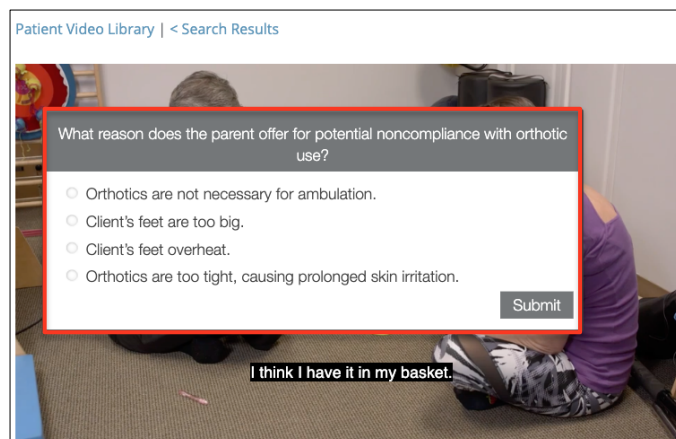 Patient Video Library | < Search Results
What reason does the parent offer for potential noncompliance with orthotic
use?
Orthotics are not necessary for ambulation.
Client's feet are too big.
Client's feet overheat.
Orthotics are too tight, causing prolonged skin irritation.
Submit
I think I have it in my basket.